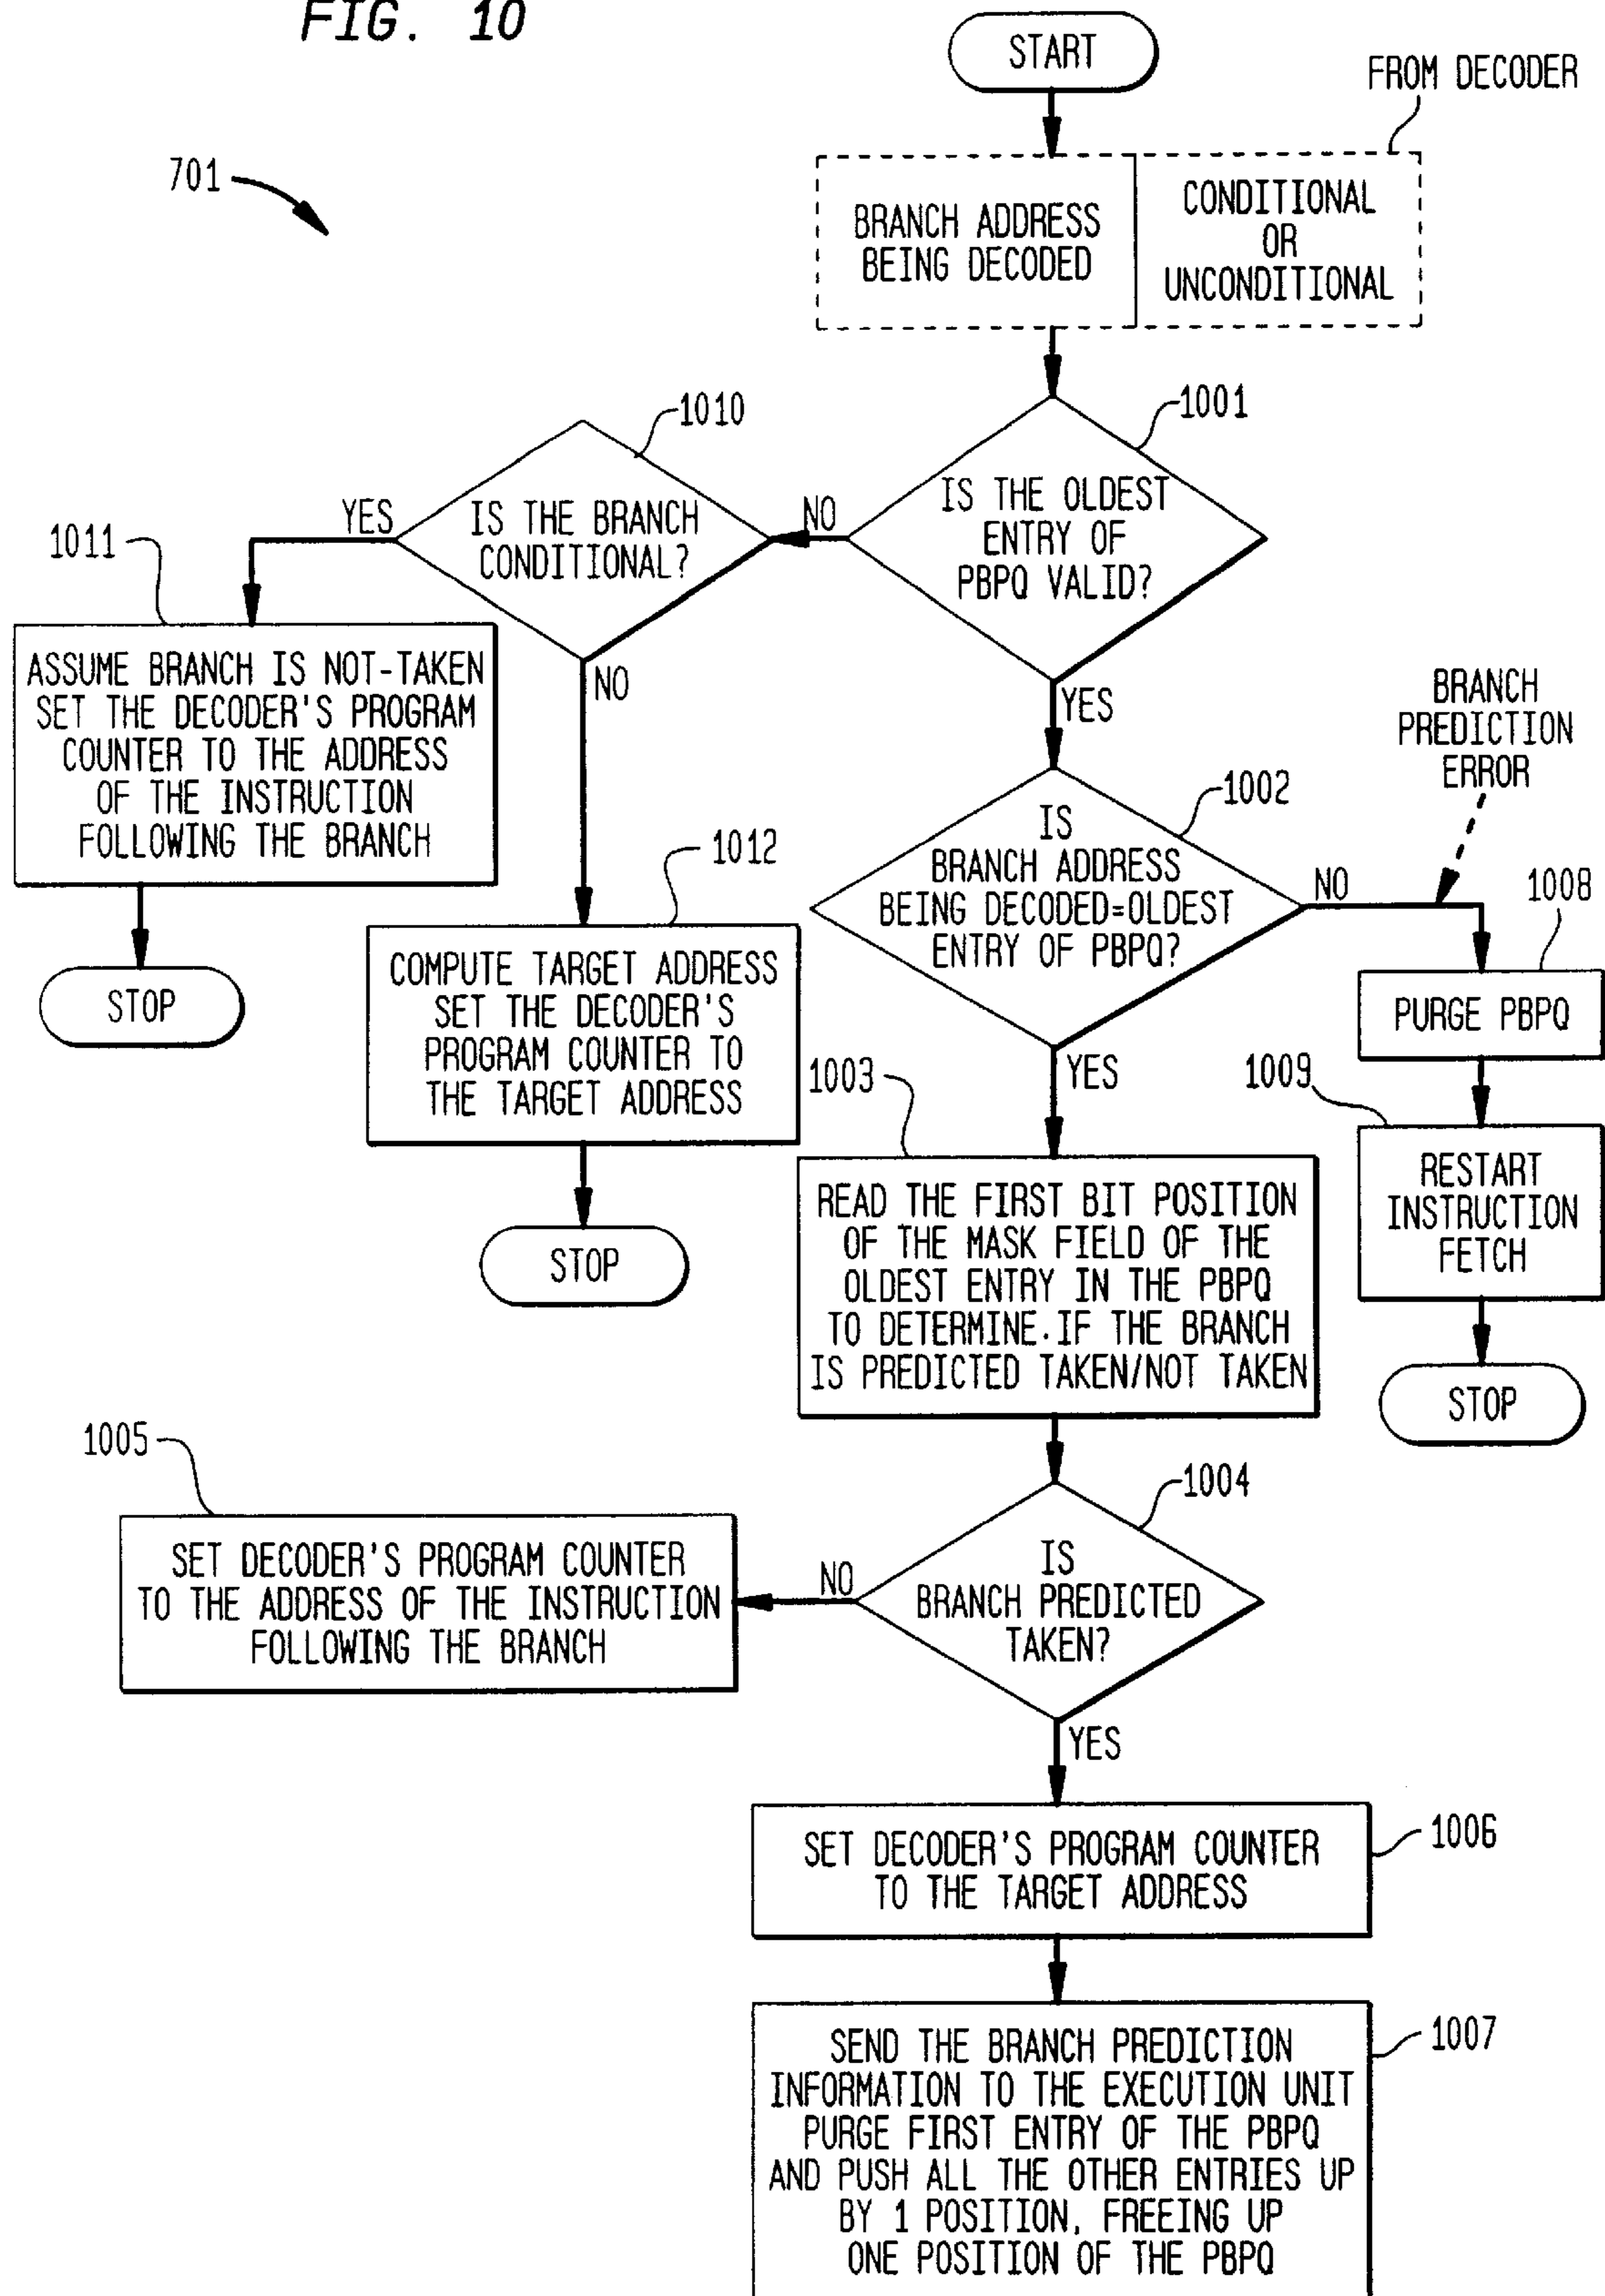 FIG. 10
START
FROM DECODER
701
BRANCH ADDRESS
BEING DECODED
CONDITIONAL
OR
UNCONDITIONAL
1001
IS THE OLDEST
ENTRY OF
PBPQ VALID?
NO
YES
1010
IS THE BRANCH
CONDITIONAL?
YES
NO
1011
ASSUME BRANCH IS NOT-TAKEN
SET THE DECODER'S PROGRAM
COUNTER TO THE ADDRESS
OF THE INSTRUCTION
FOLLOWING THE BRANCH
STOP
1012
COMPUTE TARGET ADDRESS
SET THE DECODER'S
PROGRAM COUNTER TO
THE TARGET ADDRESS
STOP
BRANCH
PREDICTION
ERROR
1002
IS
BRANCH ADDRESS
BEING DECODED=OLDEST
ENTRY OF PBPQ?
NO
YES
1008
PURGE PBPQ
1009
RESTART
INSTRUCTION
FETCH
STOP
1003
READ THE FIRST BIT POSITION
OF THE MASK FIELD OF THE
OLDEST ENTRY IN THE PBPQ
TO DETERMINE.IF THE BRANCH
IS PREDICTED TAKEN/NOT TAKEN
1004
IS
BRANCH PREDICTED
TAKEN?
NO
YES
1005
SET DECODER'S PROGRAM COUNTER
TO THE ADDRESS OF THE INSTRUCTION
FOLLOWING THE BRANCH
1006
SET DECODER'S PROGRAM COUNTER
TO THE TARGET ADDRESS
1007
SEND THE BRANCH PREDICTION
INFORMATION TO THE EXECUTION UNIT
PURGE FIRST ENTRY OF THE PBPQ
AND PUSH ALL THE OTHER ENTRIES UP
BY 1 POSITION, FREEING UP
ONE POSITION OF THE PBPQ